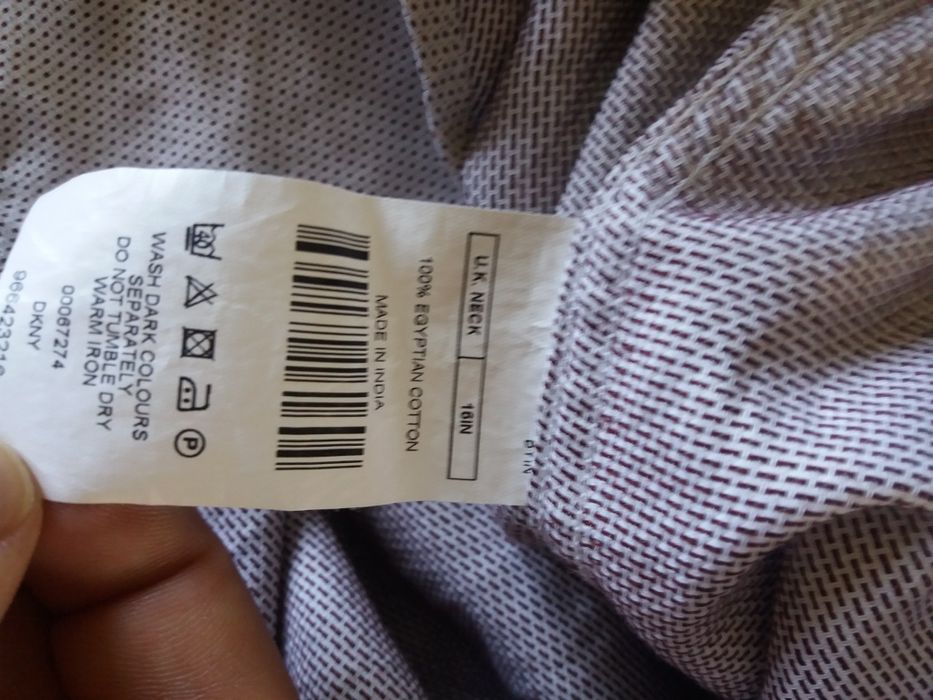 U.K. NECK 16IN
100% EGYPTIAN COTTON
MADE IN INDIA
P
WASH DARK COLOURS
SEPARATELY
DO NOT TUMBLE DRY
WARM IRON
00067274
DKNY